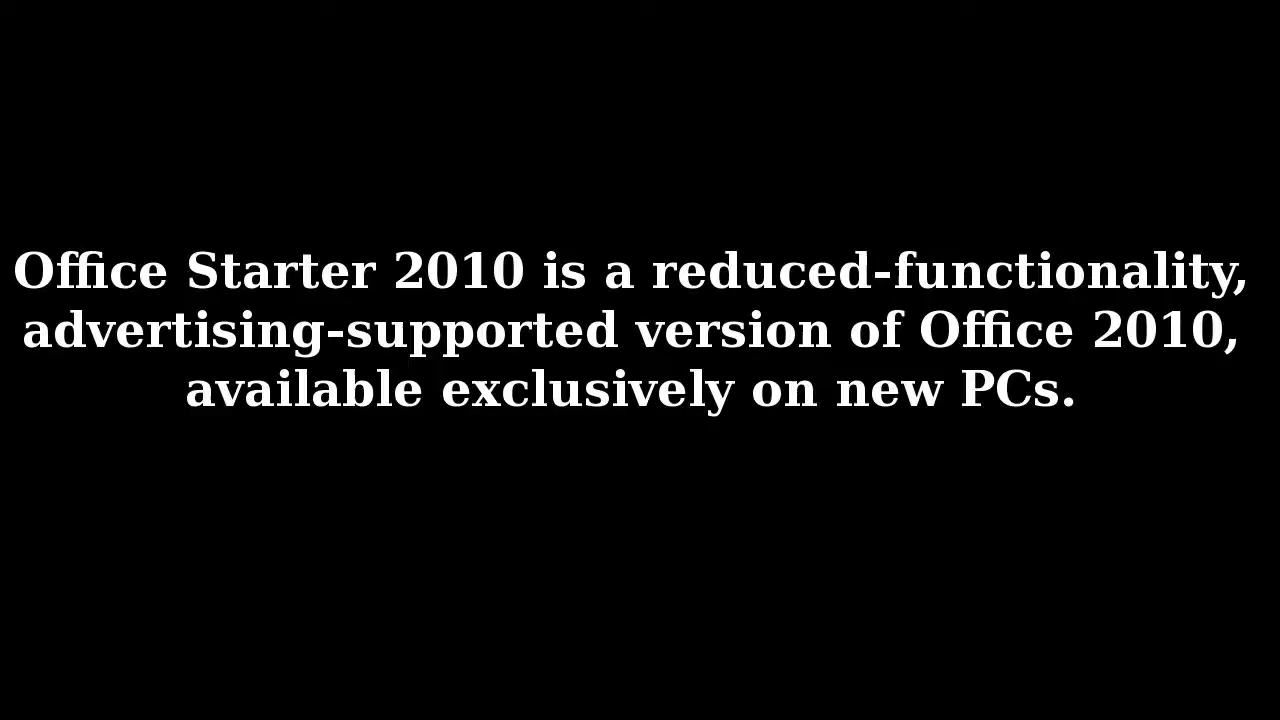 Office Starter 2010 is a reduced-functionality,
advertising-supported version of Office 2010,
available exclusively on new PCs.